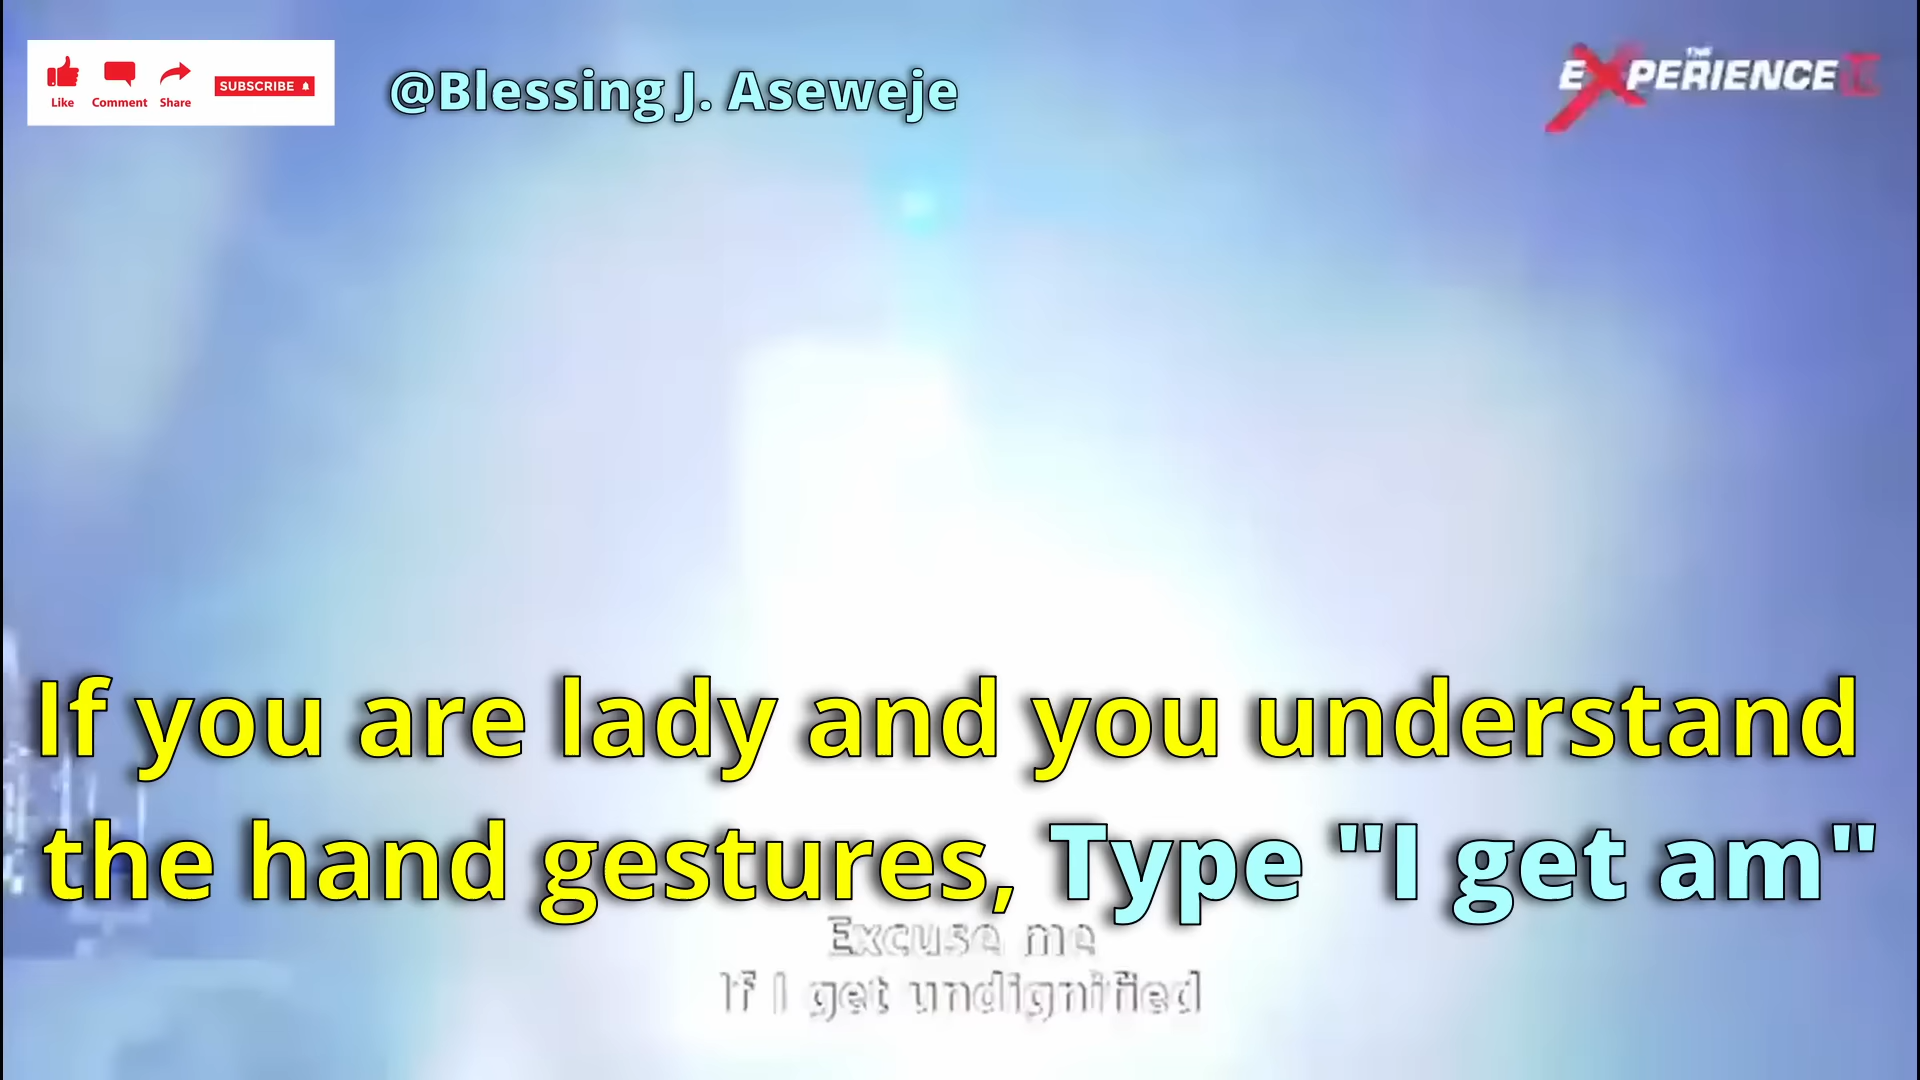 Like Comment Share SUBSCRIBE
@Blessing J. Aseweje
THE
EXPERIENCE
If you are lady and you understand
the hand gestures, Type "I get am"
Excuse me
If I get undignified